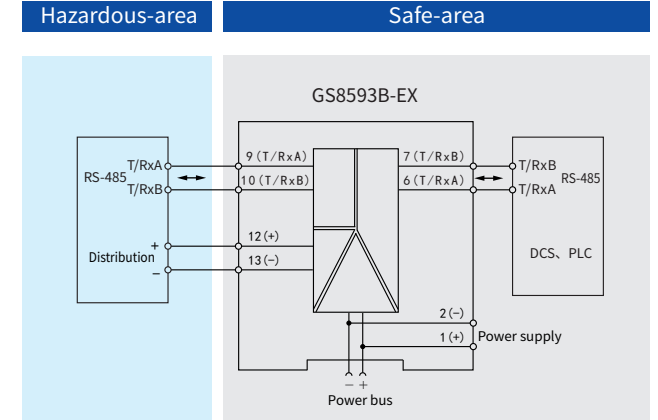 Hazardous-area
Safe-area
GS8593B-EX
T/RxA
RS-485
T/RxB
Distribution
+
−
9(T/RxA)
10(T/RxB)
12(+)
13(−)
7(T/RxB)
6(T/RxA)
T/RxB
RS-485
T/RxA
DCS、PLC
2(−)
1(+)
Power supply
− +
Power bus